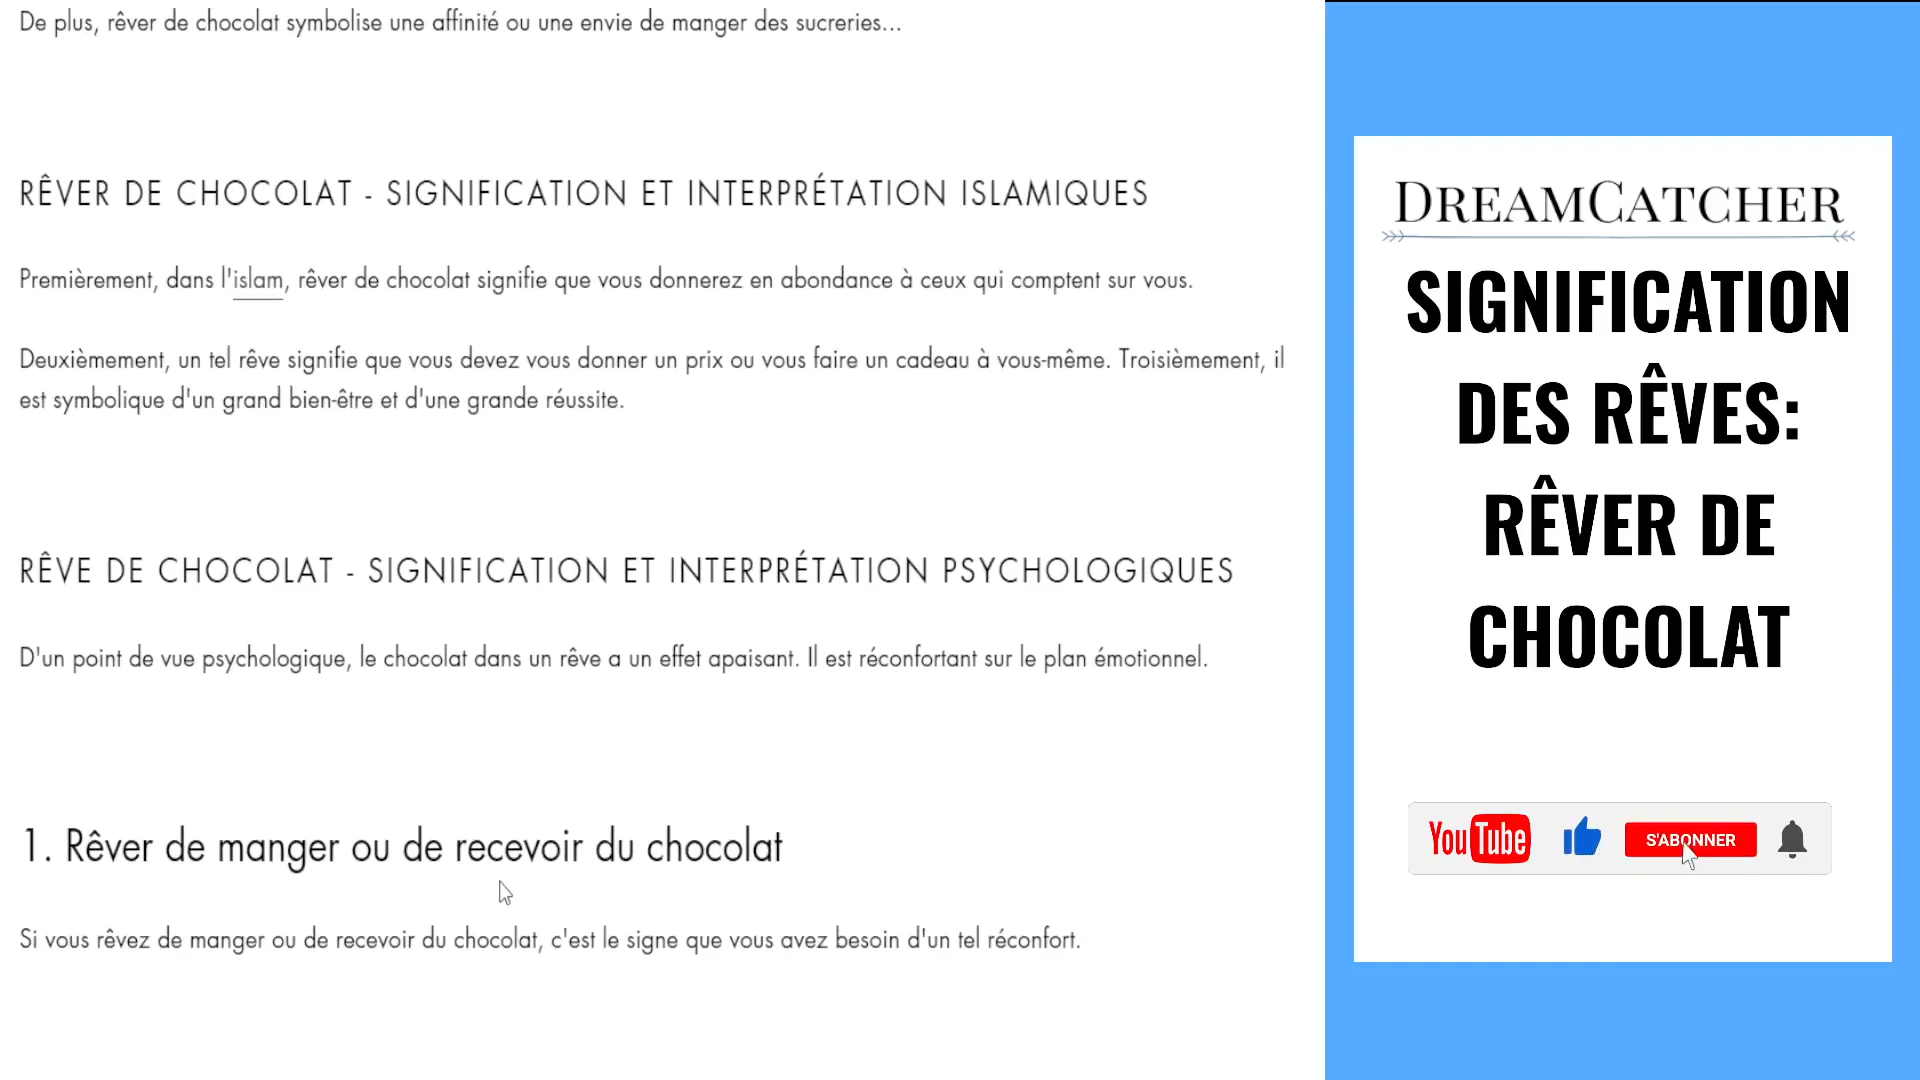 De plus, rêver de chocolat symbolise une affinité ou une envie de manger des sucreries...
RÊVER DE CHOCOLAT - SIGNIFICATION ET INTERPRÉTATION ISLAMIQUES
Premièrement, dans l'islam, rêver de chocolat signifie que vous donnerez en abondance à ceux qui comptent sur vous.
Deuxièmement, un tel rêve signifie que vous devez vous donner un prix ou vous faire un cadeau à vous-même. Troisièmement, il
est symbolique d'un grand bien-être et d'une grande réussite.
RÊVE DE CHOCOLAT - SIGNIFICATION ET INTERPRÉTATION PSYCHOLOGIQUES
D'un point de vue psychologique, le chocolat dans un rêve a un effet apaisant. Il est réconfortant sur le plan émotionnel.
1. Rêver de manger ou de recevoir du chocolat
Si vous rêvez de manger ou de recevoir du chocolat, c'est le signe que vous avez besoin d'un tel réconfort.
DREAMCATCHER
SIGNIFICATION
DES RÊVES:
RÊVER DE
CHOCOLAT
YouTube
S'ABONNER